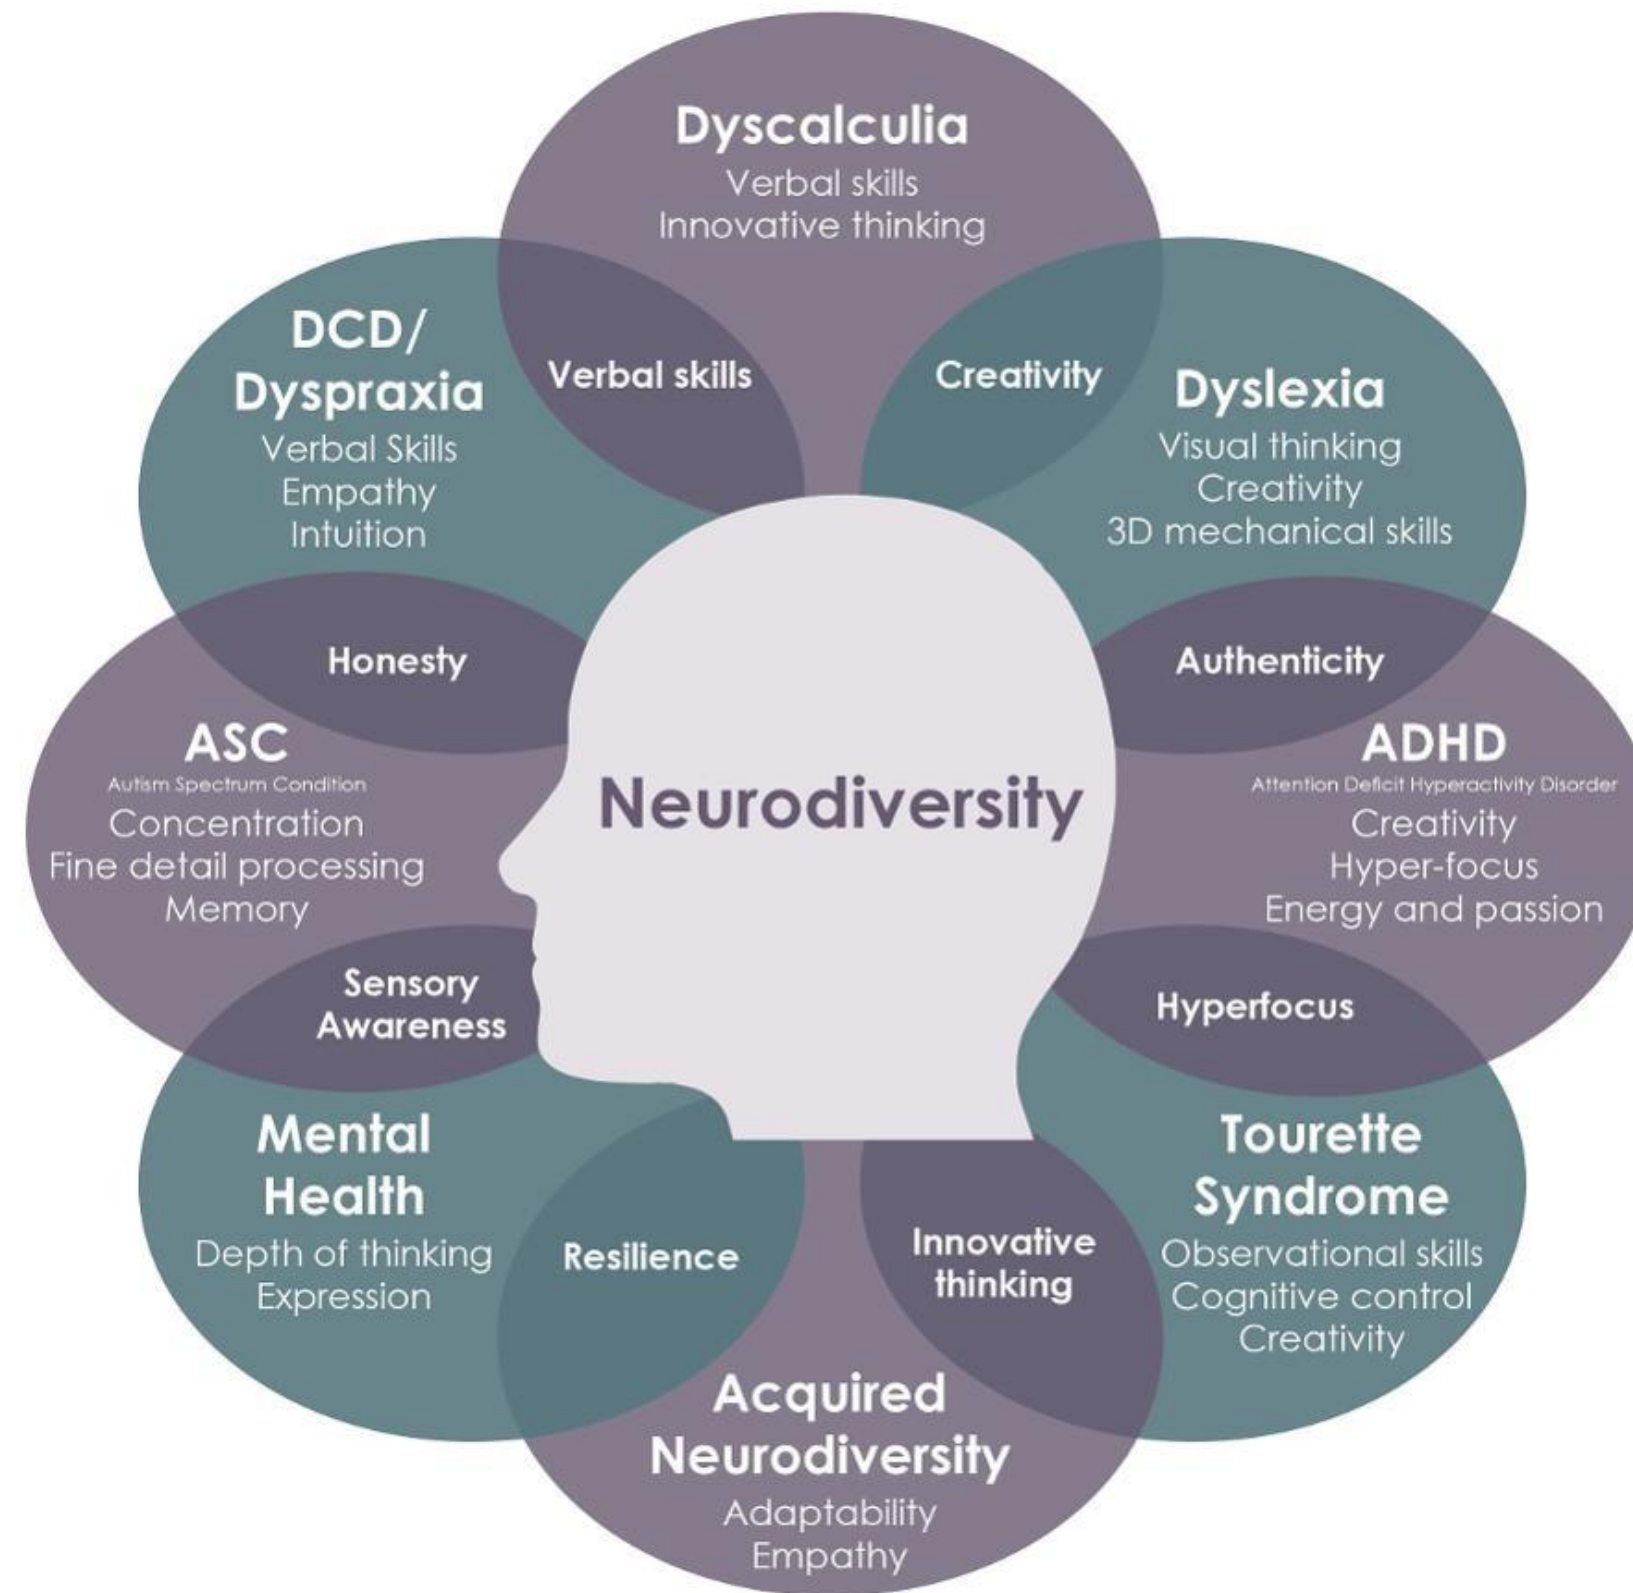 Dyscalculia
Verbal skills
Innovative thinking
DCD/
Dyspraxia
Verbal Skills
Empathy
Intuition
Verbal skills
Creativity
Dyslexia
Visual thinking
Creativity
3D mechanical skills
Honesty
Authenticity
ASC
Autism Spectrum Condition
Concentration
Fine detail processing
Memory
Neurodiversity
ADHD
Attention Deficit Hyperactivity Disorder
Creativity
Hyper-focus
Energy and passion
Sensory
Awareness
Hyperfocus
Mental
Health
Depth of thinking
Expression
Resilience
Innovative
thinking
Tourette
Syndrome
Observational skills
Cognitive control
Creativity
Acquired
Neurodiversity
Adaptability
Empathy